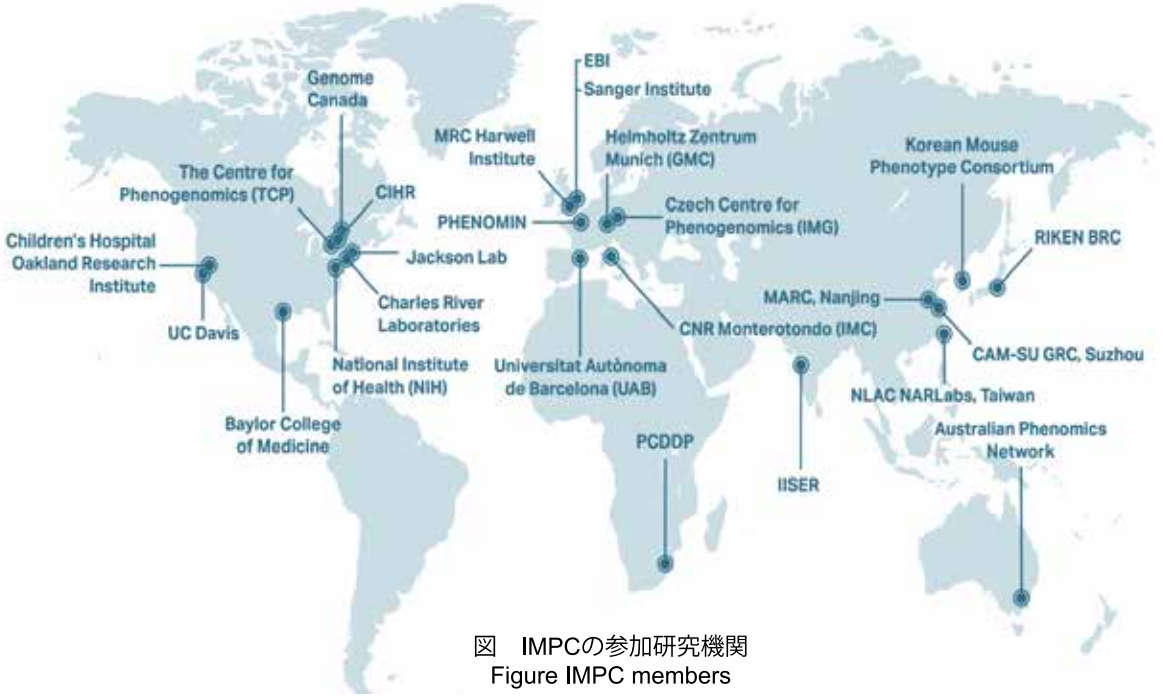 EBI
Sanger Institute
Genome
Canada
MRC Harwell
Institute
Helmholtz Zentrum
Munich (GMC)
Korean Mouse
Phenotype Consortium
The Centre for
Phenogenomics (TCP)
CIHR
PHENOMIN
Czech Centre for
Phenogenomics (IMG)
RIKEN BRC
Children's Hospital
Oakland Research
Institute
Jackson Lab
Charles River
Laboratories
MARC, Nanjing
CNR Monterotondo (IMC)
CAM-SU GRC, Suzhou
UC Davis
National Institute
of Health (NIH)
Universitat Autònoma
de Barcelona (UAB)
NLAC NARLabs, Taiwan
Baylor College
of Medicine
PCDDP
IISER
Australian Phenomics
Network
図 IMPCの参加研究機関
Figure IMPC members